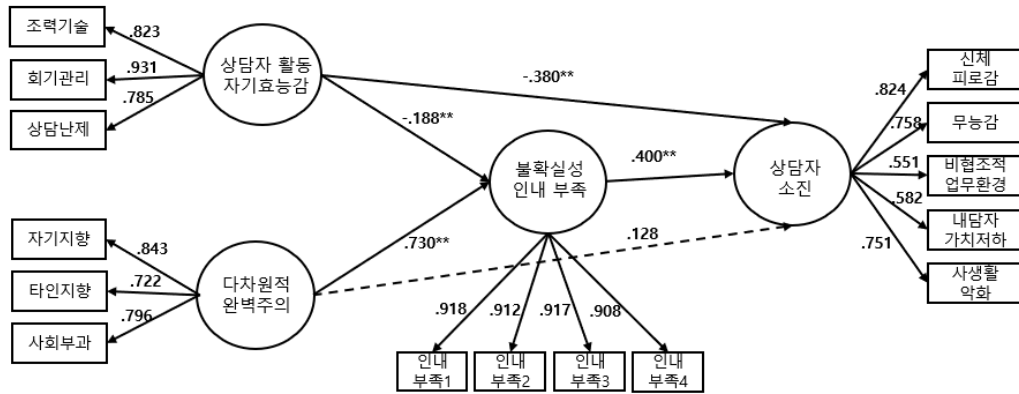 조력기술
.823
회기관리
.931
상담난제
.785
상담자 활동
자기효능감
-.380**
-.188**
자기지향
.843
타인지향
.722
사회부과
.796
다차원적
완벽주의
.730**
.128
불확실성
인내 부족
.400**
.918
.912
.917
.908
인내
부족1
인내
부족2
인내
부족3
인내
부족4
상담자
소진
.824
신체
피로감
.758
무능감
.551
비협조적
업무환경
.582
내담자
가치저하
.751
사생활
악화